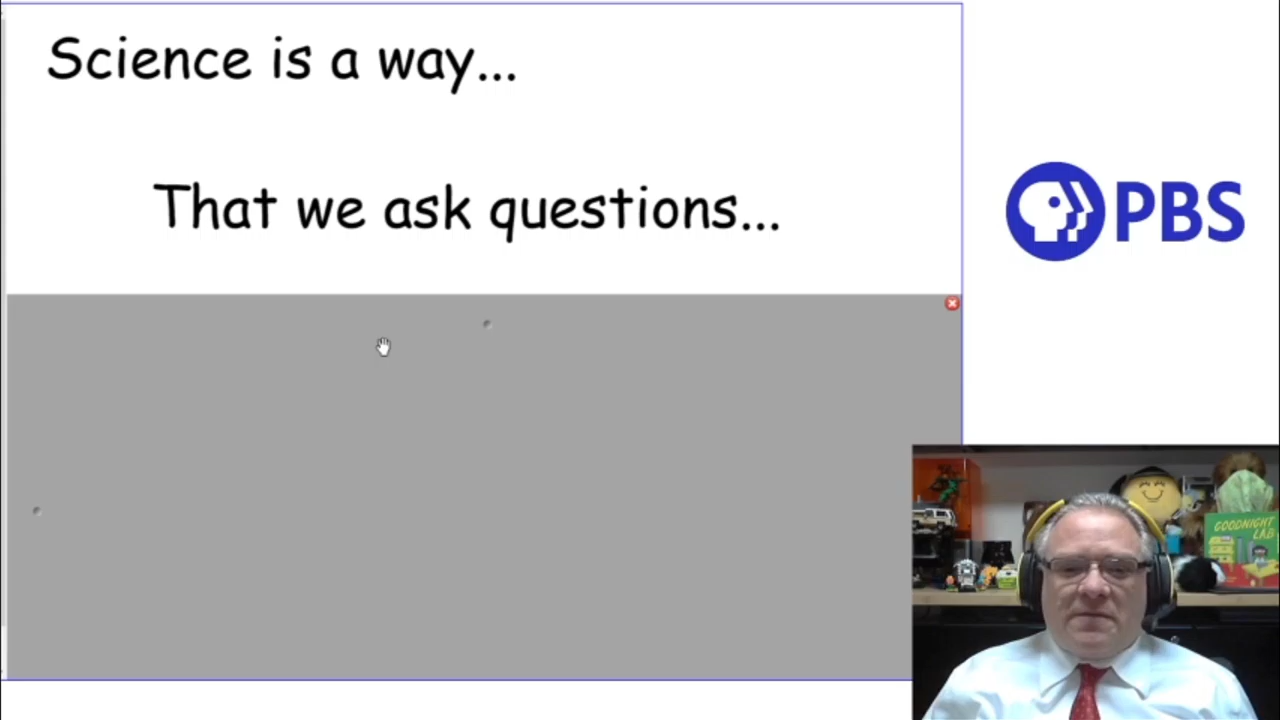 Science is a way...
That we ask questions...
PBS
GOODNIGHT
LAB